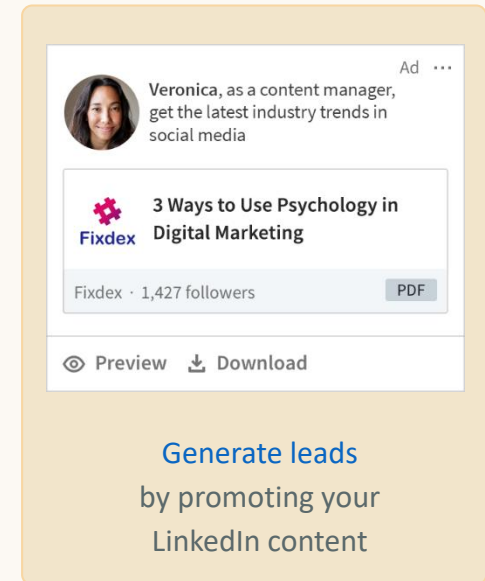 Ad ...
Veronica, as a content manager,
get the latest industry trends in
social media
3 Ways to Use Psychology in
Digital Marketing
Fixdex
Fixdex · 1,427 followers
PDF
Preview Download
Generate leads
by promoting your
LinkedIn content